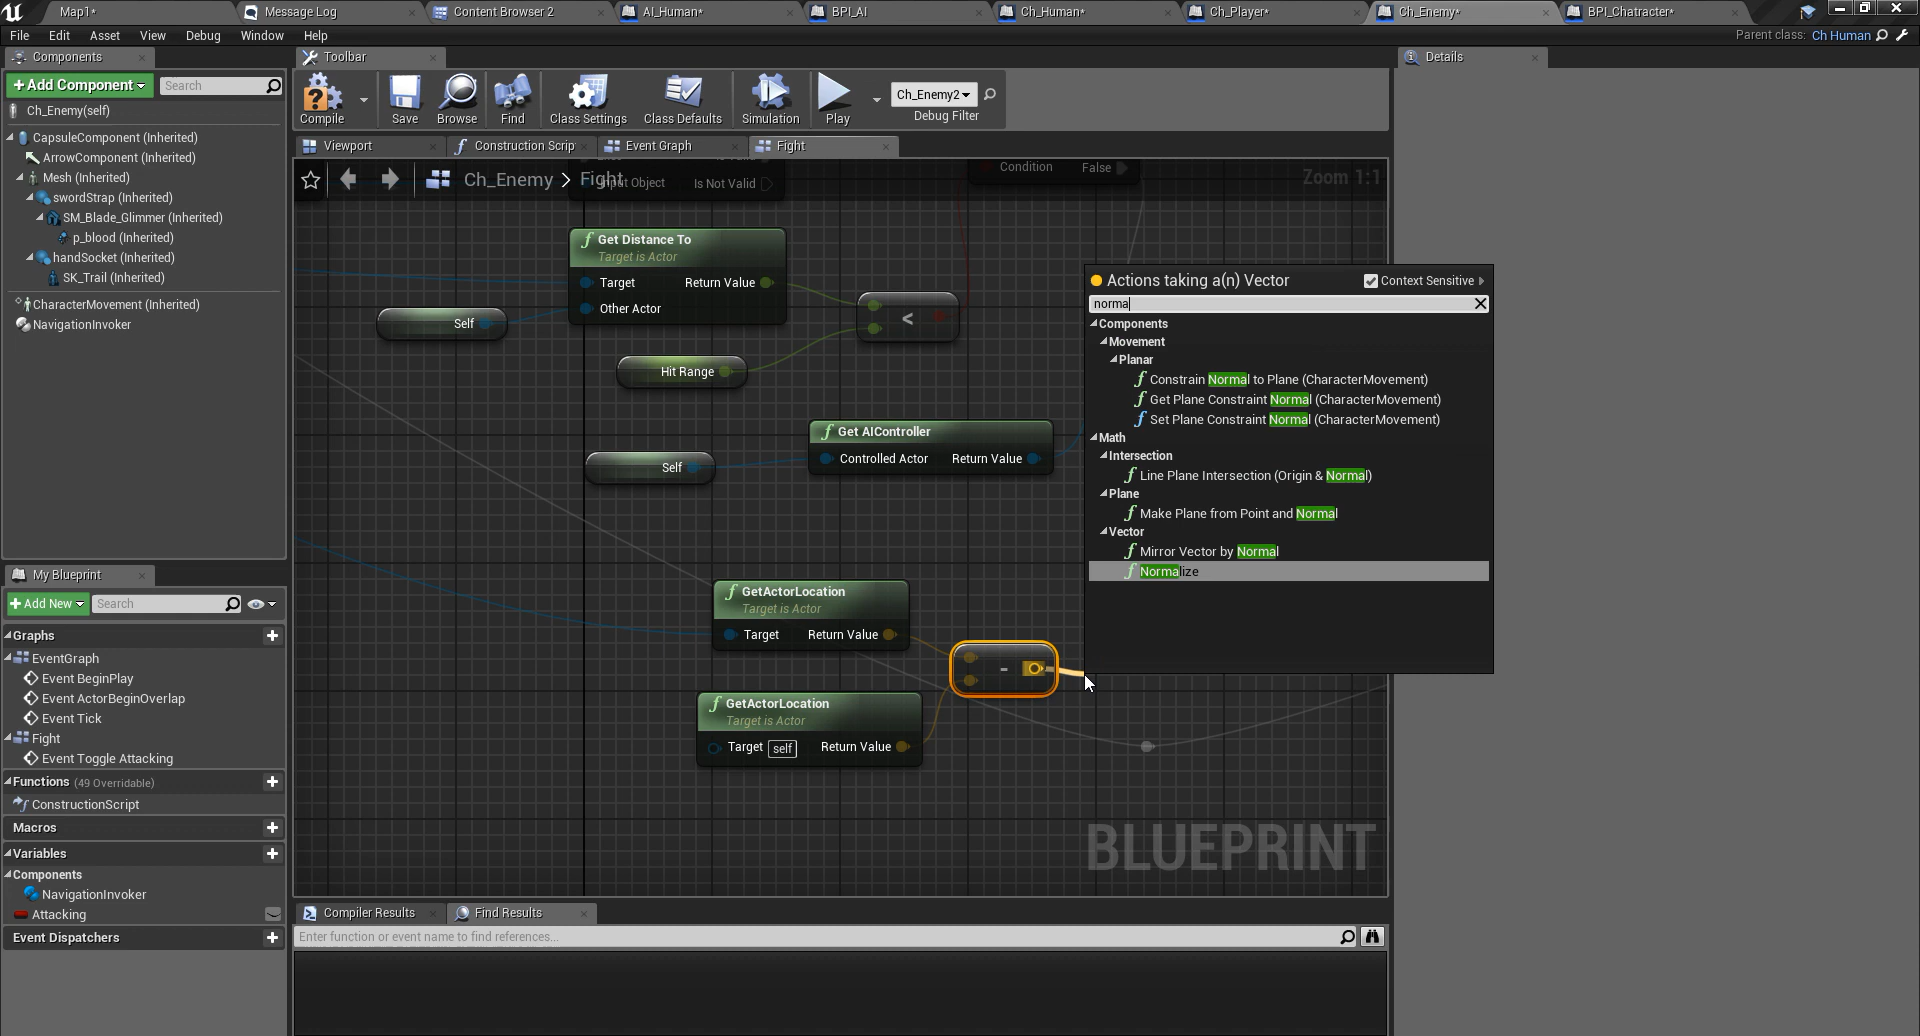 Map1*
Message Log
Content Browser 2
AI_Human*
BPI_AI
Ch_Human*
Ch_Player*
Ch_Enemy*
BPI_Chatracter*
File Edit Asset View Debug Window Help
Parent class: Ch Human
Components
Toolbar
Details
+Add Component
Search
Ch_Enemy(self)
CapsuleComponent (Inherited)
ArrowComponent (Inherited)
Mesh (Inherited)
swordStrap (Inherited)
SM_Blade_Glimmer (Inherited)
p_blood (Inherited)
handSocket (Inherited)
SK_Trail (Inherited)
CharacterMovement (Inherited)
NavigationInvoker
Compile
Save
Browse
Find
Class Settings
Class Defaults
Simulation
Play
Ch_Enemy2
Debug Filter
Viewport
Construction Scrip
Event Graph
Fight
Ch_Enemy > Fight
Zoom 1:1
Input Object
Is Not Valid
Condition
False
Get Distance To
Target is Actor
Target
Return Value
Other Actor
Self
<
Hit Range
Get AIController
Controlled Actor
Return Value
Self
GetActorLocation
Target is Actor
Target
Return Value
-
GetActorLocation
Target is Actor
Target
self
Return Value
BLUEPRINT
Actions taking a(n) Vector
Context Sensitive
norma
Components
Movement
Planar
Constrain Normal to Plane (CharacterMovement)
Get Plane Constraint Normal (CharacterMovement)
Set Plane Constraint Normal (CharacterMovement)
Math
Intersection
Line Plane Intersection (Origin & Normal)
Plane
Make Plane from Point and Normal
Vector
Mirror Vector by Normal
Normalize
My Blueprint
+Add New
Search
Graphs
EventGraph
Event BeginPlay
Event ActorBeginOverlap
Event Tick
Fight
Event Toggle Attacking
Functions (49 Overridable)
ConstructionScript
Macros
Variables
Components
NavigationInvoker
Attacking
Event Dispatchers
Compiler Results
Find Results
Enter function or event name to find references...